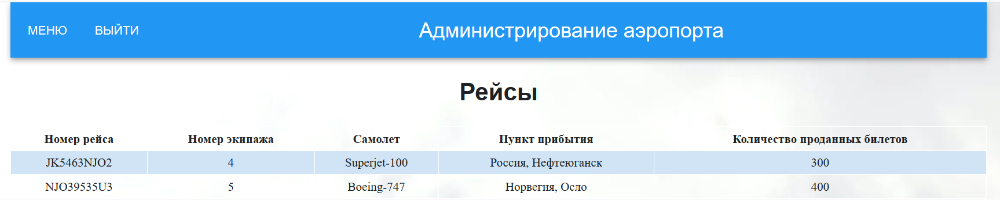 МЕНЮ ВЫЙТИ Администрирование аэропорта
Рейсы
Номер рейса Номер экипажа Самолет Пункт прибытия Количество проданных билетов
JK5463NJO2 4 Superjet-100 Россия, Нефтеюганск 300
NJO39535U3 5 Boeing-747 Норвегия, Осло 400